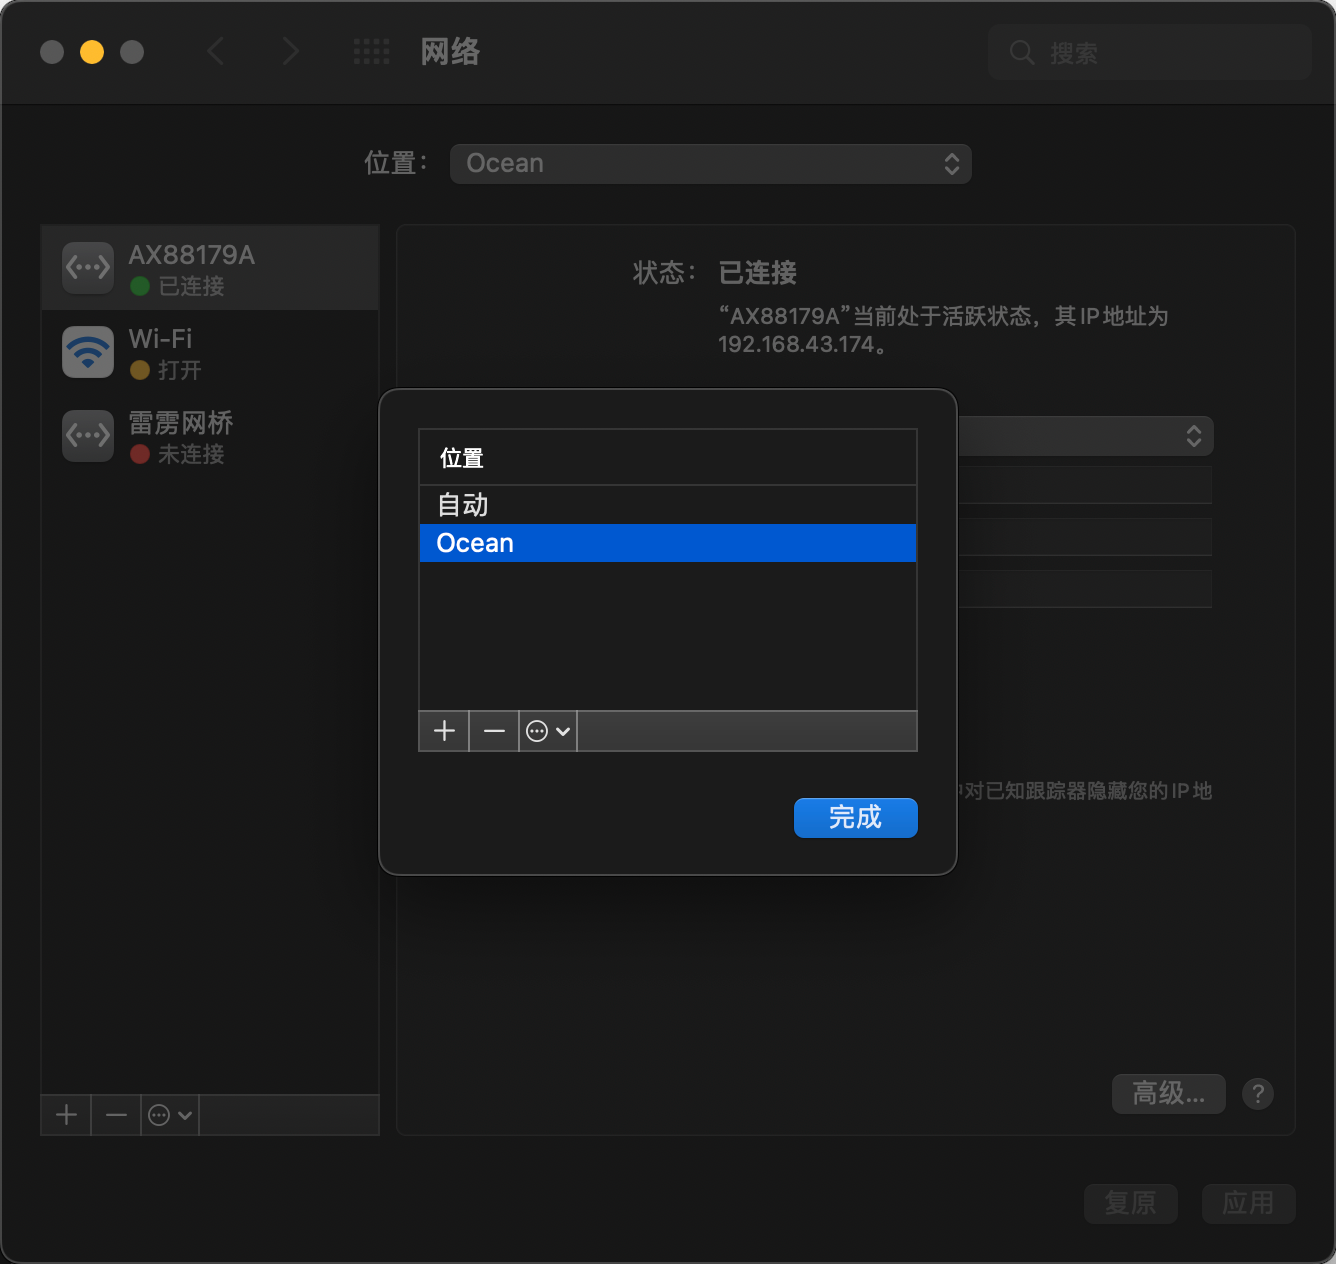 网络
搜索
位置：
Ocean
AX88179A
已连接
Wi-Fi
打开
雷雳网桥
未连接
状态：
已连接
“AX88179A”当前处于活跃状态，其 IP 地址为
192.168.43.174。
位置
自动
Ocean
完成
对已知跟踪器隐藏您的 IP 地
高级...
?
复原
应用